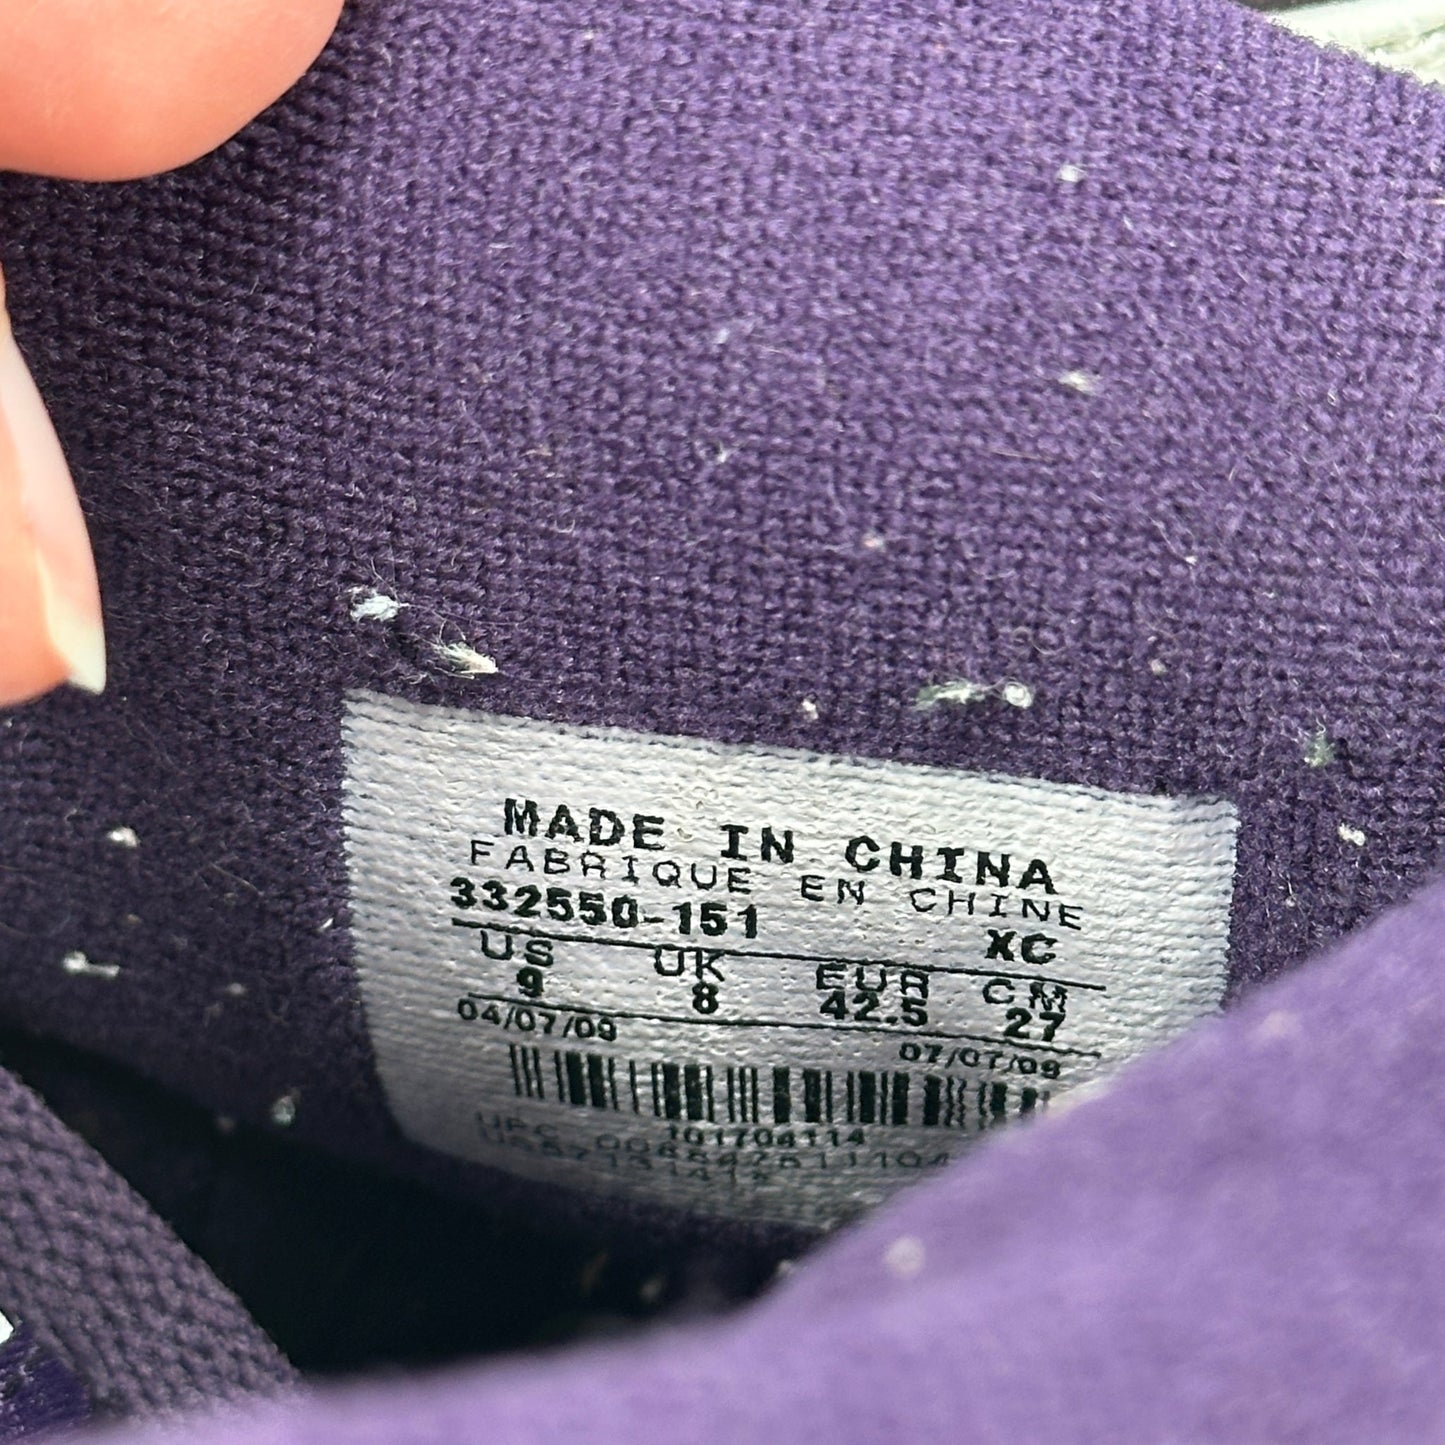 MADE IN CHINA
FABRIQUE EN CHINE
332550-151 XC
US UK EUR CM
9 8 42.5 27
04/07/09 07/07/09
101704114
UPC